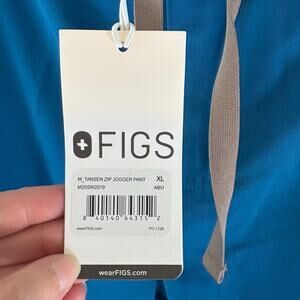 FIGS
M_TANSEN ZIP JOGGER PANT XL
M20SW2019 ABU
8 40140 64315 2
wearFIGS.com PO 1728
wearFIGS.com